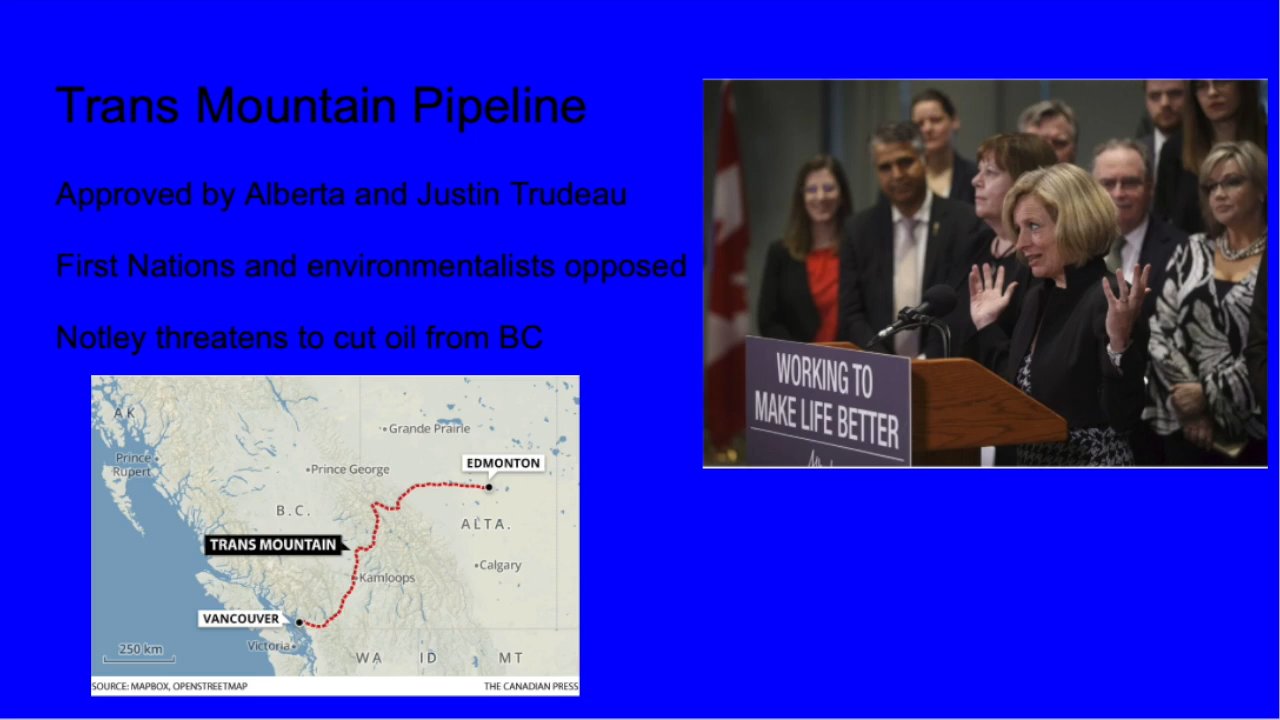 Trans Mountain Pipeline
Approved by Alberta and Justin Trudeau
First Nations and environmentalists opposed
Notley threatens to cut oil from BC
WORKING TO
MAKE LIFE BETTER
AK
Grande Prairie
Prince
Rupert
Prince George
EDMONTON
B.C.
ALTA.
TRANS MOUNTAIN
Calgary
Kamloops
VANCOUVER
Victoria
250 km
WA ID MT
SOURCE: MAPBOX, OPENSTREETMAP THE CANADIAN PRESS